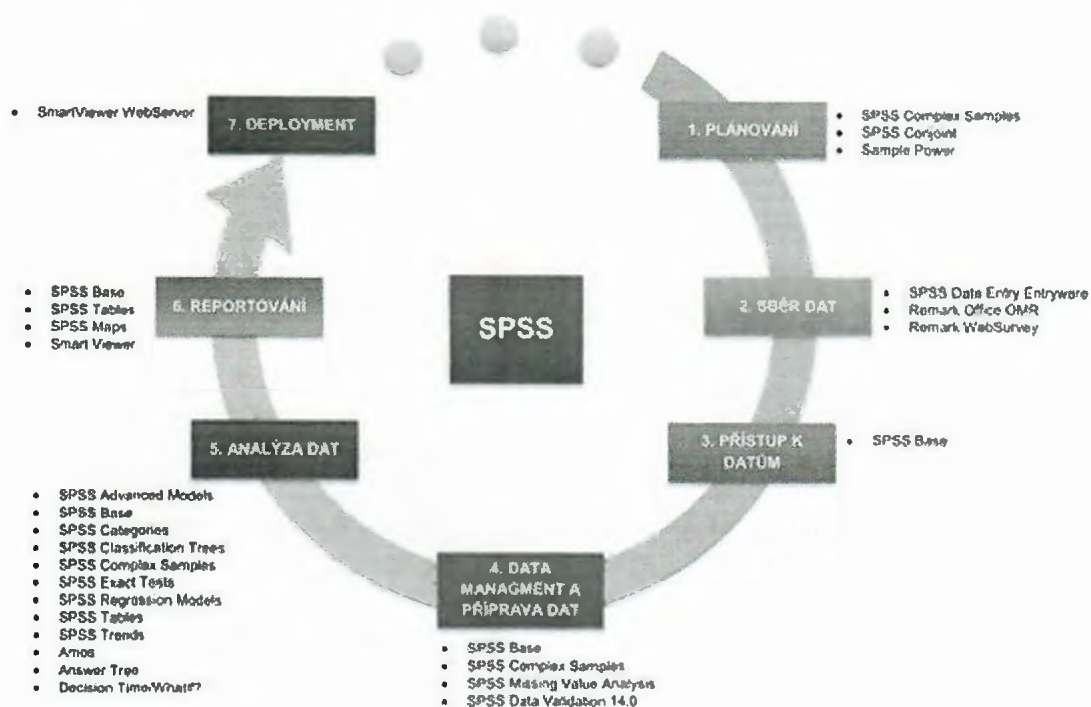 SPSS
1. PLÁNOVÁNÍ
• SPSS Complex Samples
• SPSS Conjoint
• Sample Power
2. SBĚR DAT
• SPSS Data Entry Entryware
• Remark Office OMR
• Remark WebSurvey
3. PŘÍSTUP K
DATŮM
• SPSS Base
4. DATA
MANAGMENT A
PŘÍPRAVA DAT
• SPSS Base
• SPSS Complex Samples
• SPSS Missing Value Analysis
• SPSS Data Validation 14.0
5. ANALÝZA DAT
• SPSS Advanced Models
• SPSS Base
• SPSS Categories
• SPSS Classification Trees
• SPSS Complex Samples
• SPSS Exact Tests
• SPSS Regression Models
• SPSS Tables
• SPSS Trends
• Amos
• Answer Tree
• Decision Time/WhatIf?
6. REPORTOVÁNÍ
• SPSS Base
• SPSS Tables
• SPSS Maps
• Smart Viewer
7. DEPLOYMENT
• SmartViewer WebServer